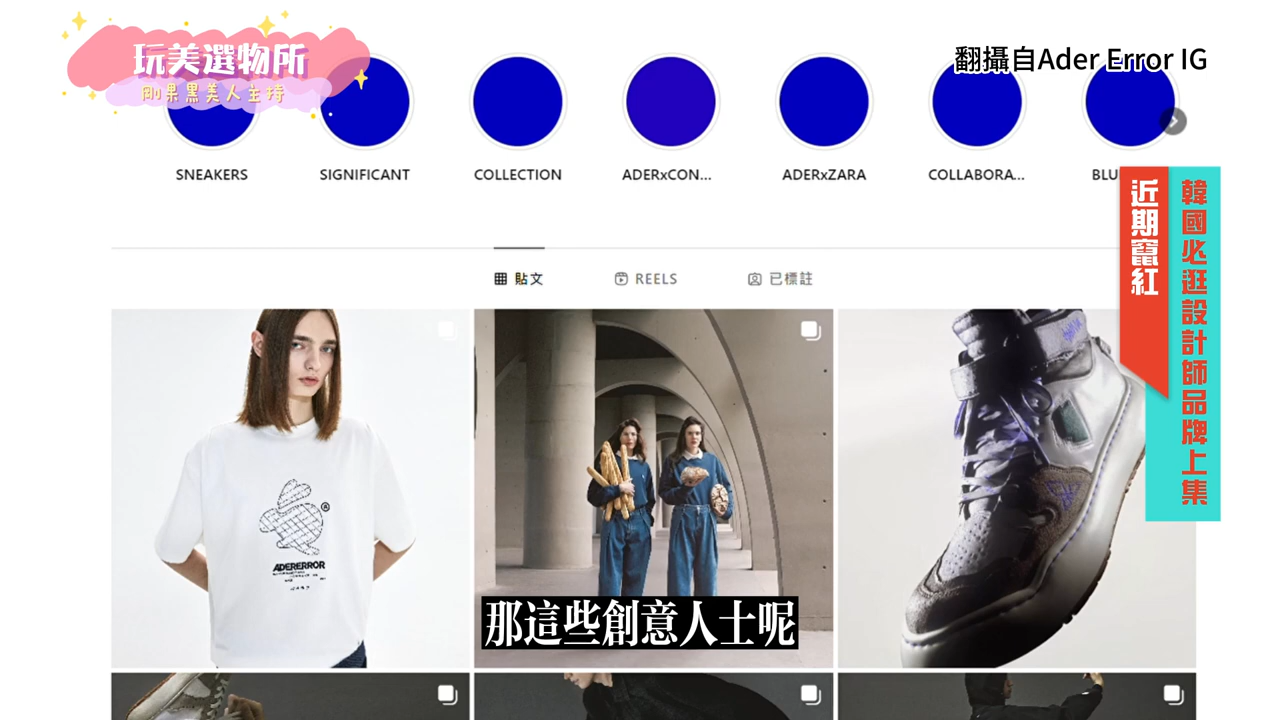 玩美選物所
剛果黑美人主持
翻攝自Ader Error IG
SNEAKERS
SIGNIFICANT
COLLECTION
ADERxCON...
ADERxZARA
COLLABORA...
BLU
近期竄紅
韓國必逛設計師品牌上集
貼文
REELS
已標註
ADERERROR
那這些創意人士呢